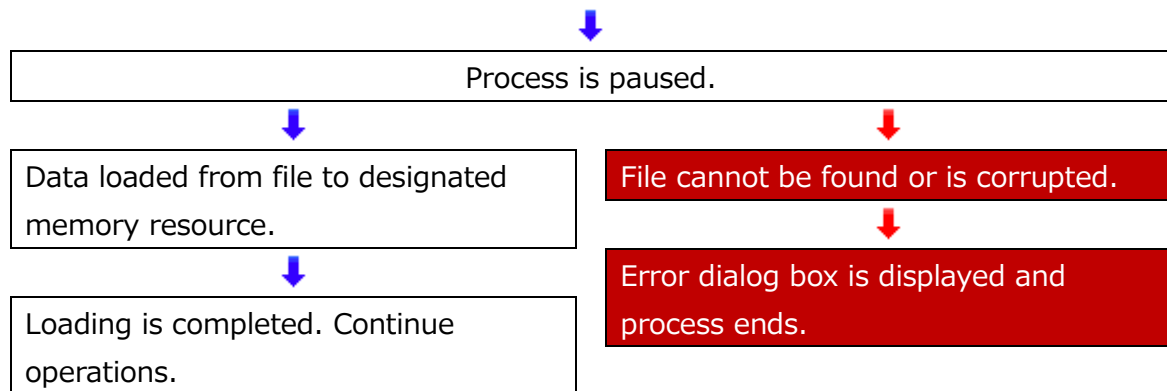 Process is paused.
Data loaded from file to designated
memory resource.
File cannot be found or is corrupted.
Error dialog box is displayed and
process ends.
Loading is completed. Continue
operations.